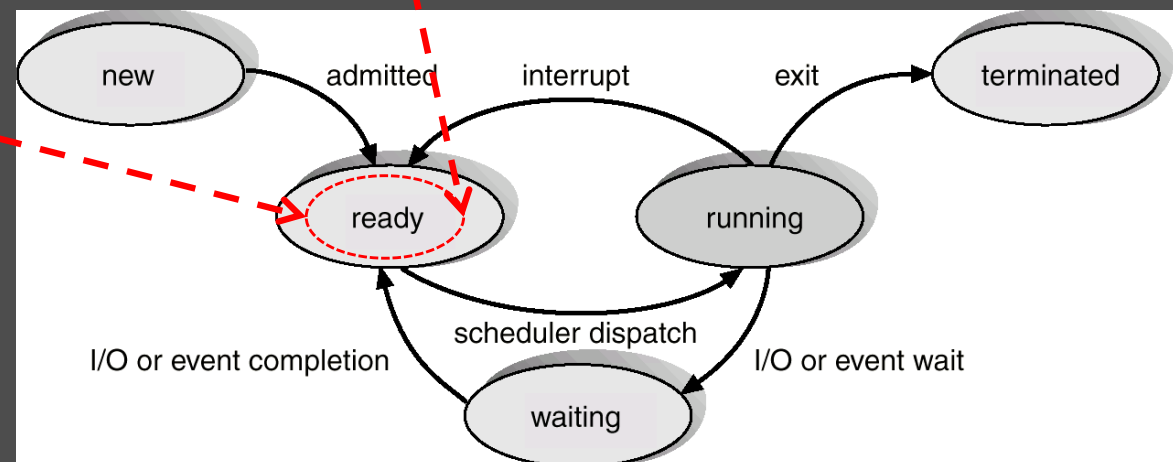 new
admitted
interrupt
exit
terminated
ready
running
scheduler dispatch
I/O or event completion
I/O or event wait
waiting